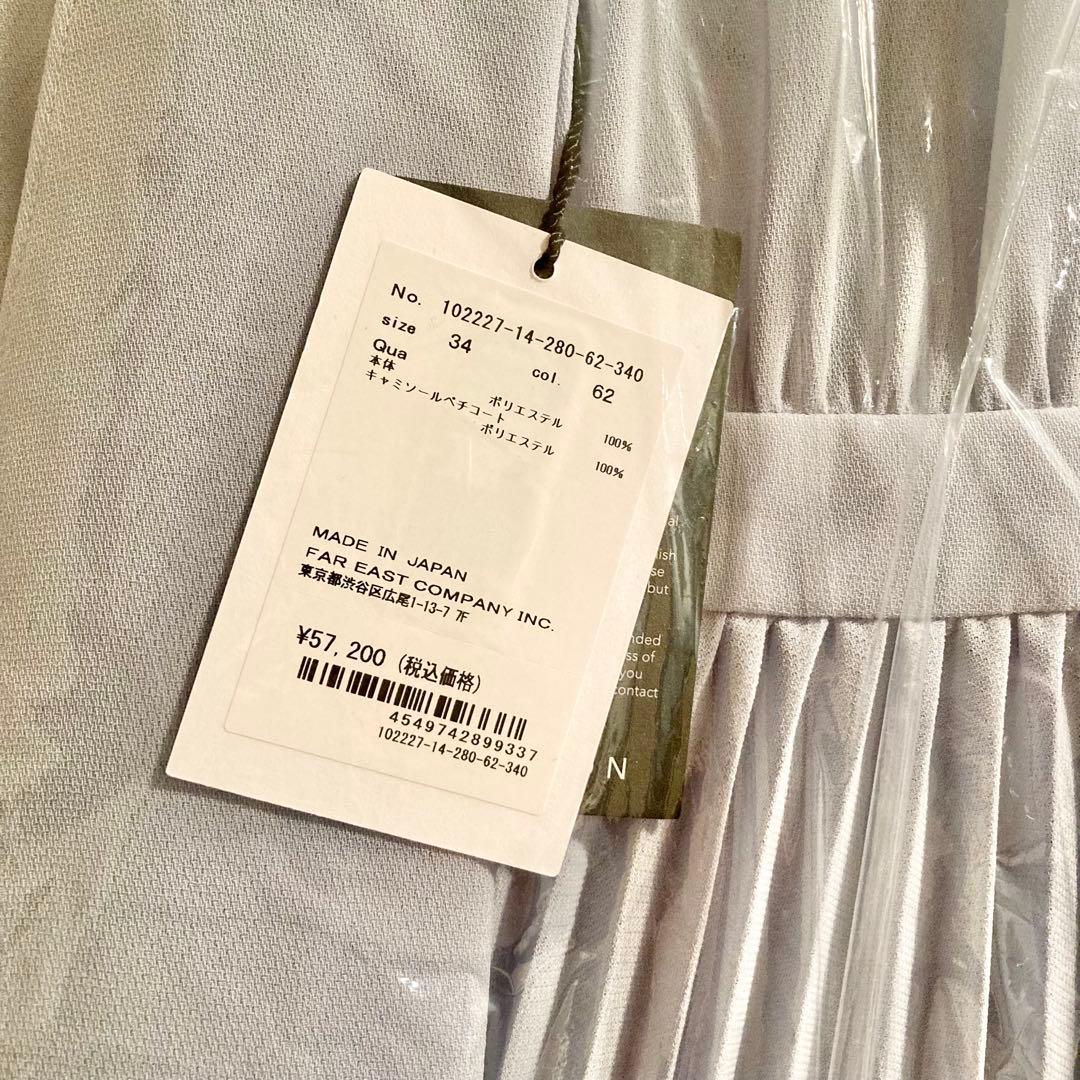 No. 102227-14-280-62-340
size 34 col. 62
Qua
本体
ポリエステル 100%
キャミソールペチコート
ポリエステル 100%
MADE IN JAPAN
FAR EAST COMPANY INC.
東京都渋谷区広尾1-13-7 7F
¥57,200 (税込価格)
4549742899337
102227-14-280-62-340
but
you
N